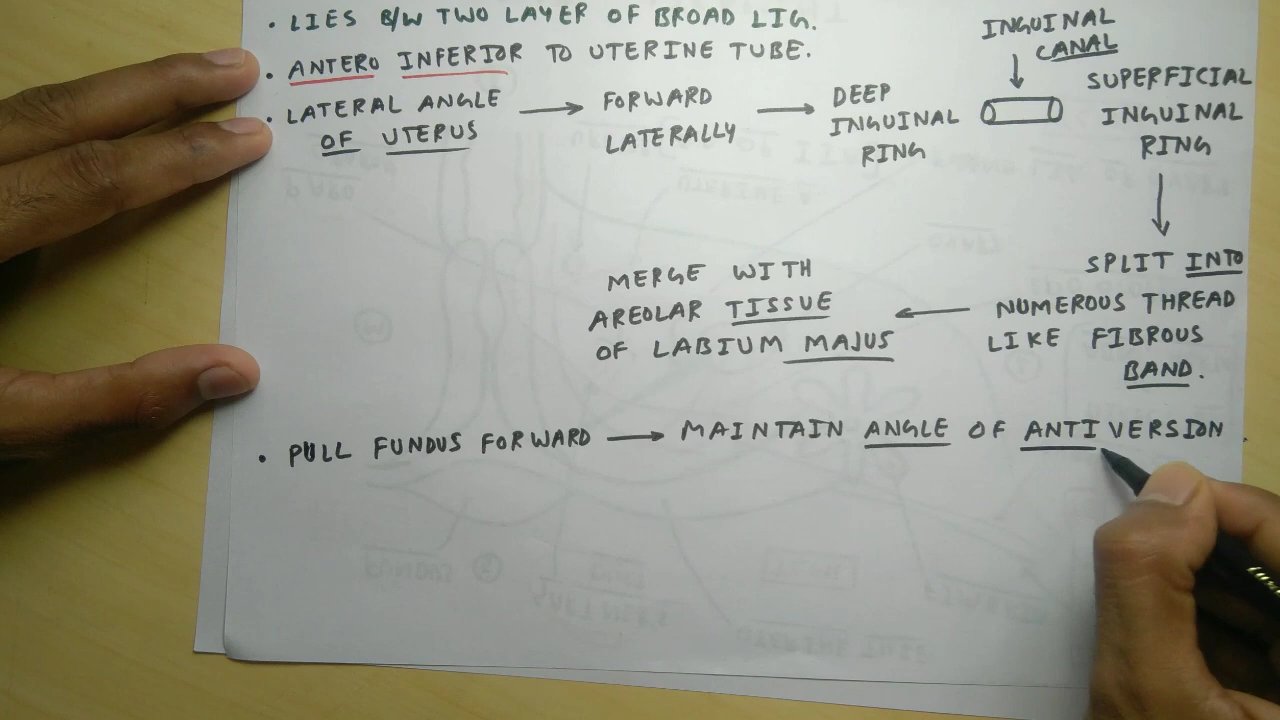 • LIES B/W TWO LAYER OF BROAD LIG.
• ANTERO INFERIOR TO UTERINE TUBE.
• LATERAL ANGLE
OF UTERUS
FORWARD
LATERALLY
DEEP
INGUINAL
RING
INGUINAL
CANAL
SUPERFICIAL
INGUINAL
RING
SPLIT INTO
NUMEROUS THREAD
LIKE FIBROUS
BAND.
MERGE WITH
AREOLAR TISSUE
OF LABIUM MAJUS
• PULL FUNDUS FORWARD → MAINTAIN ANGLE OF ANTIVERSION.